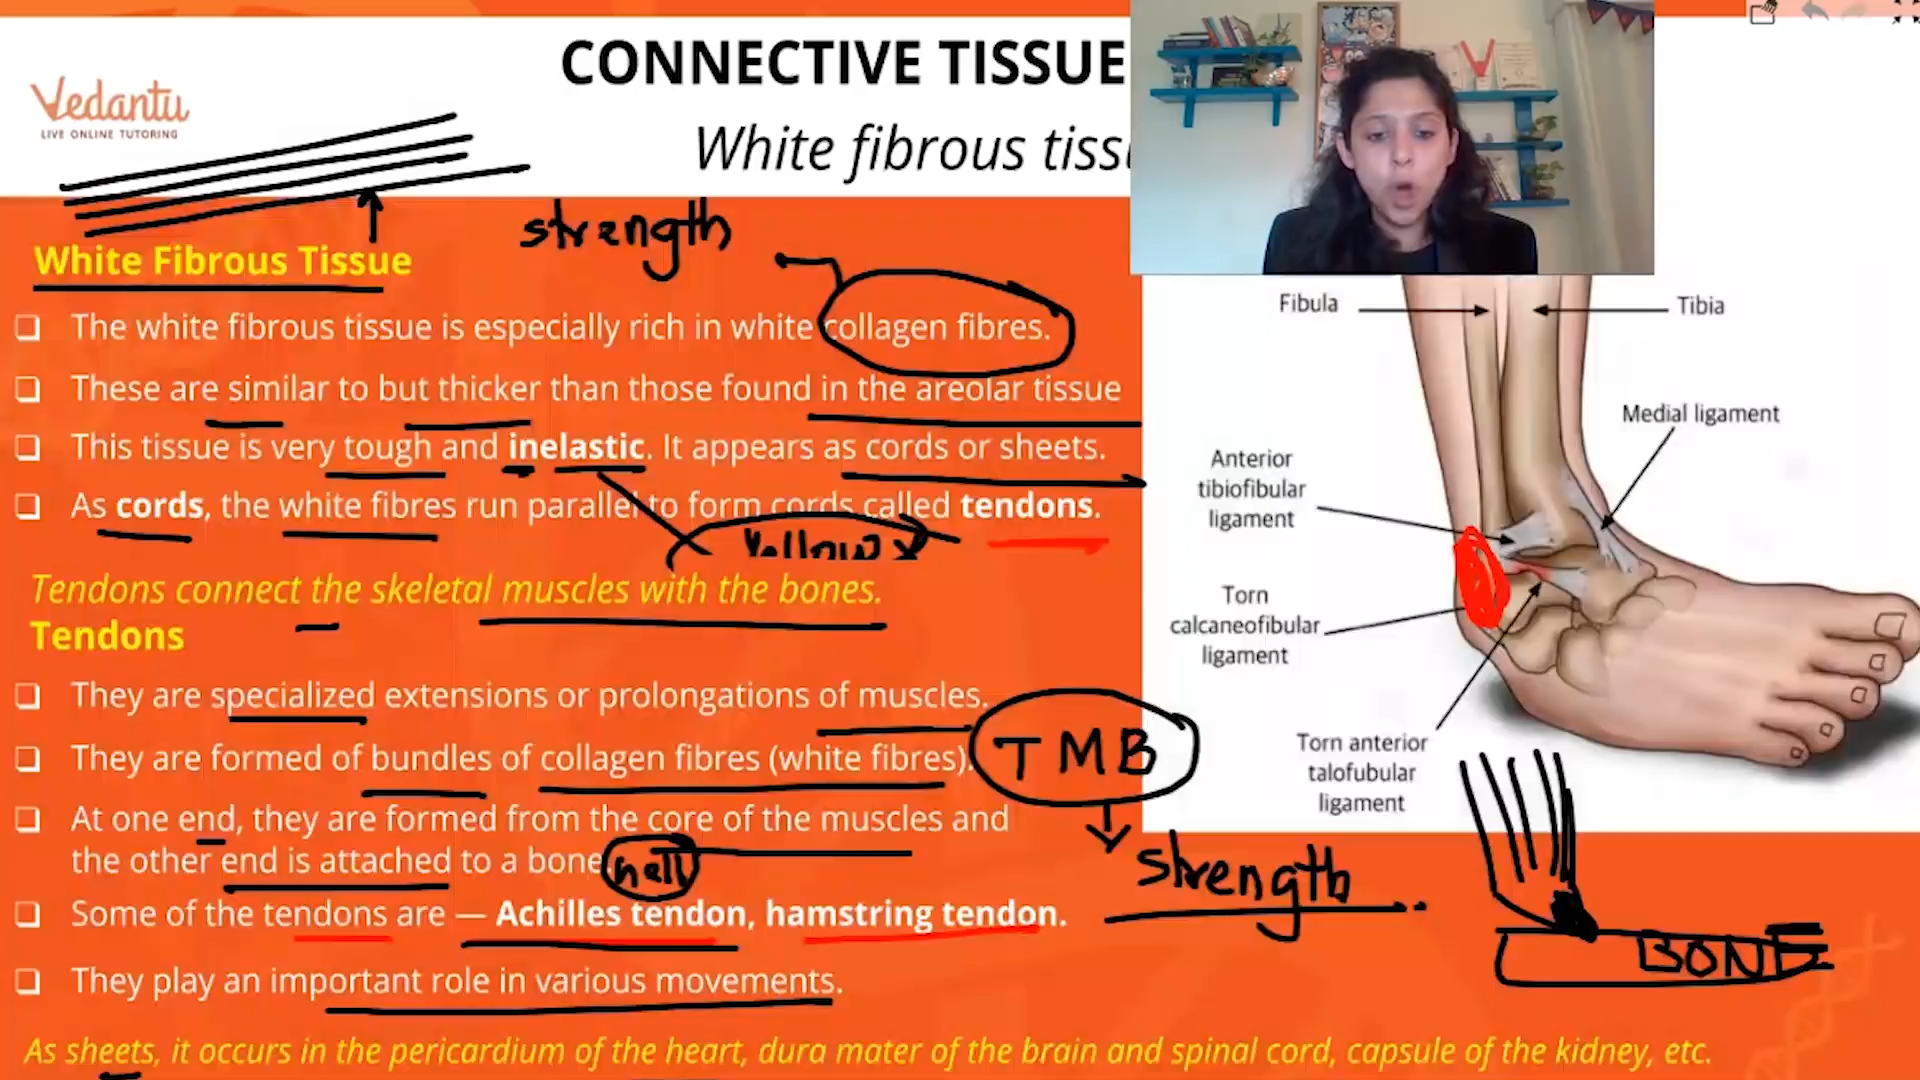 CONNECTIVE TISSUE
Vedantu
LIVE ONLINE TUTORING
White fibrous
strength
White Fibrous Tissue
❑ The white fibrous tissue is especially rich in white collagen fibres.
❑ These are similar to but thicker than those found in the areolar tissue
❑ This tissue is very tough and inelastic. It appears as cords or sheets.
❑ As cords, the white fibres run parallel to form cords called tendons.
Yellow
Tendons connect the skeletal muscles with the bones.
Tendons
❑ They are specialized extensions or prolongations of muscles.
❑ They are formed of bundles of collagen fibres (white fibres).
TMB
❑ At one end, they are formed from the core of the muscles and
the other end is attached to a bone.
strength
❑ Some of the tendons are — Achilles tendon, hamstring tendon.
❑ They play an important role in various movements.
As sheets, it occurs in the pericardium of the heart, dura mater of the brain and spinal cord, capsule of the kidney, etc.
Fibula
Tibia
Medial ligament
Anterior
tibiofibular
ligament
Torn
calcaneofibular
ligament
Torn anterior
talofubular
ligament
BONE